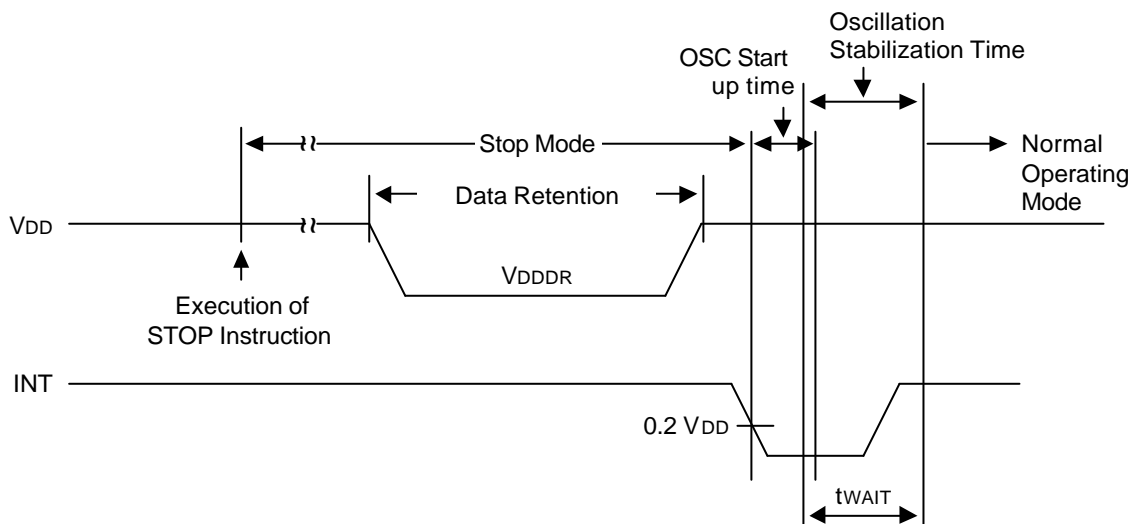 Oscillation
Stabilization Time
OSC Start
up time
Stop Mode
Normal
Operating
Mode
Data Retention
VDD
VDDDR
Execution of
STOP Instruction
INT
0.2 VDD
tWAIT